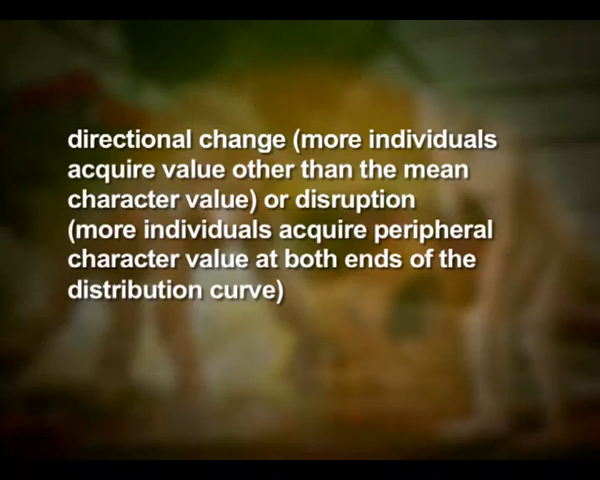 directional change (more individuals
acquire value other than the mean
character value) or disruption
(more individuals acquire peripheral
character value at both ends of the
distribution curve)